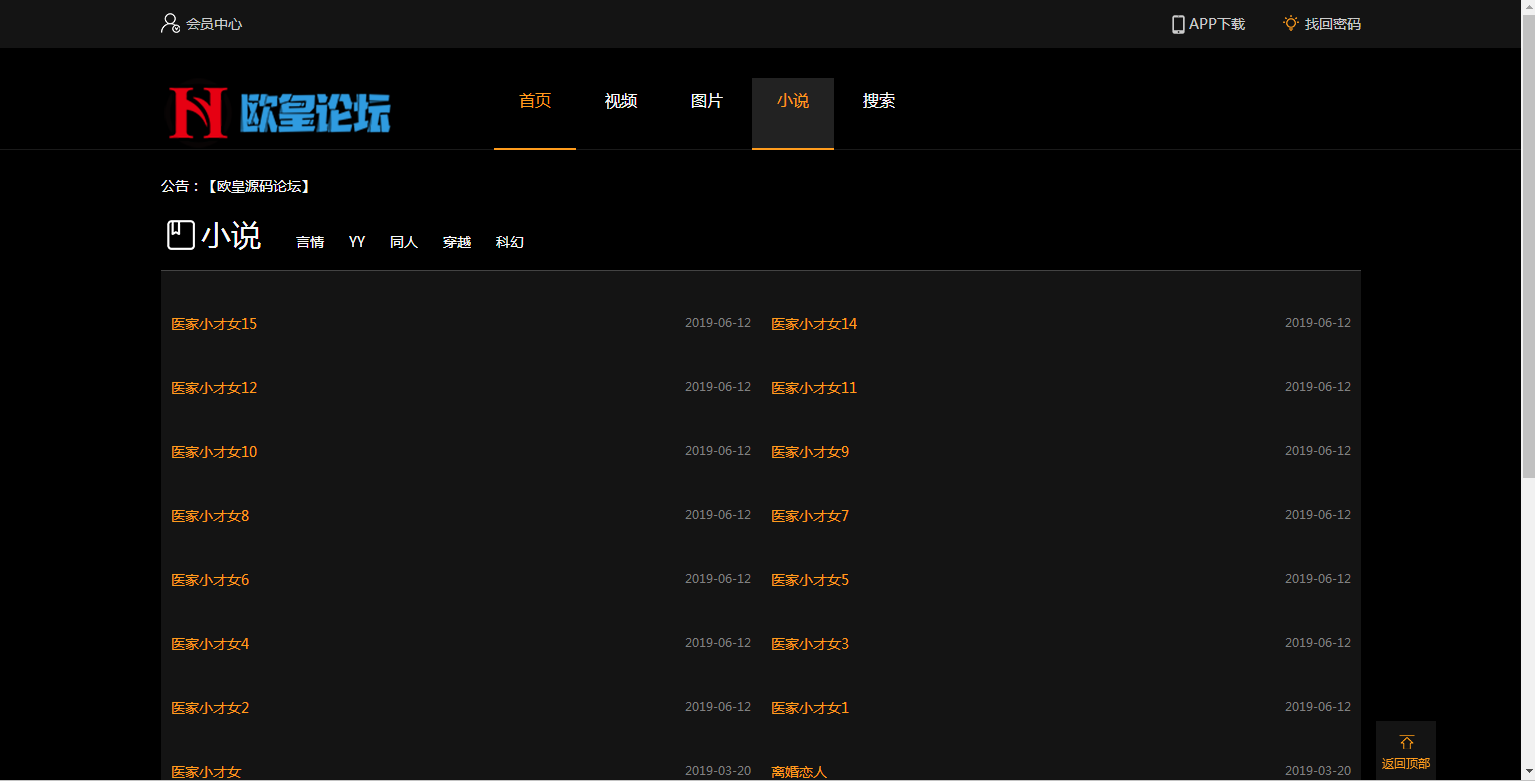 会员中心 APP下载 找回密码
欧皇论坛 首页 视频 图片 小说 搜索
公告：【欧皇源码论坛】
小说 言情 YY 同人 穿越 科幻
医家小才女15 2019-06-12 医家小才女14 2019-06-12
医家小才女12 2019-06-12 医家小才女11 2019-06-12
医家小才女10 2019-06-12 医家小才女9 2019-06-12
医家小才女8 2019-06-12 医家小才女7 2019-06-12
医家小才女6 2019-06-12 医家小才女5 2019-06-12
医家小才女4 2019-06-12 医家小才女3 2019-06-12
医家小才女2 2019-06-12 医家小才女1 2019-06-12
医家小才女 2019-03-20 离婚恋人 2019-03-20
返回顶部